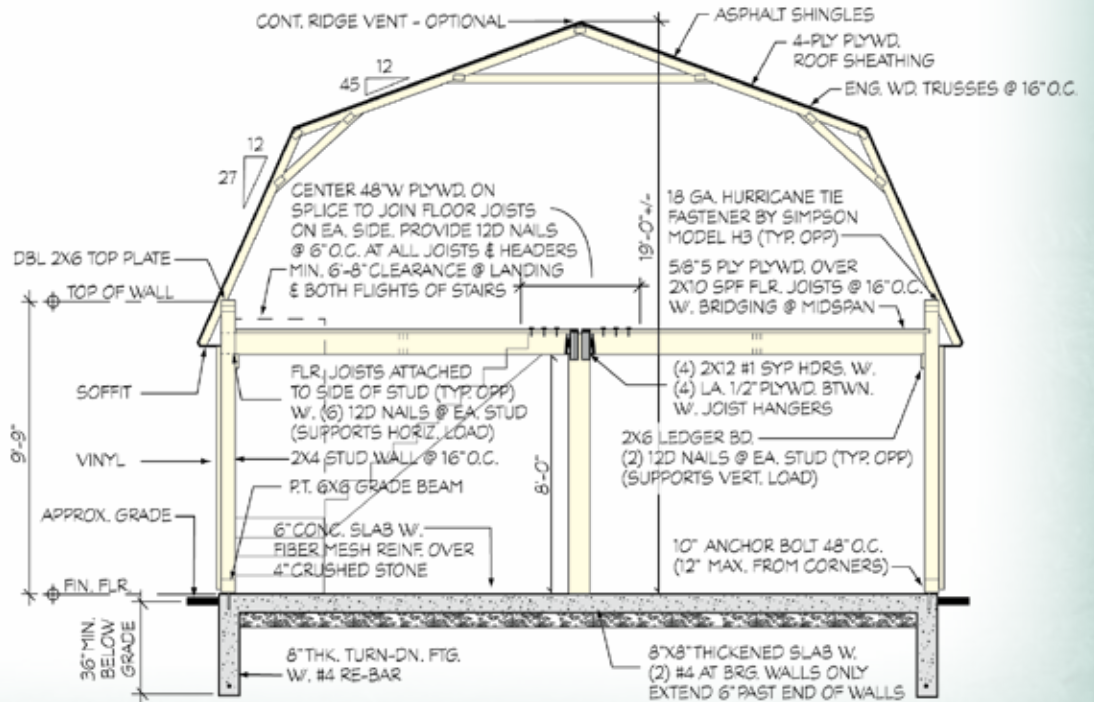 CONT. RIDGE VENT - OPTIONAL
ASPHALT SHINGLES
4-PLY PLYWD.
ROOF SHEATHING
ENG. WD. TRUSSES @ 16" O.C.
12
45
12
27
CENTER 48"W PLYWD. ON
SPLICE TO JOIN FLOOR JOISTS
ON EA. SIDE. PROVIDE 12D NAILS
@ 6" O.C. AT ALL JOISTS & HEADERS
MIN. 6'-8" CLEARANCE @ LANDING
& BOTH FLIGHTS OF STAIRS
19'-0" +/-
18 GA. HURRICANE TIE
FASTENER BY SIMPSON
MODEL H3 (TYP. OPP)
5/8" 5 PLY PLYWD. OVER
2X10 SPF FLR. JOISTS @ 16" O.C.
W. BRIDGING @ MIDSPAN
DBL 2X6 TOP PLATE
TOP OF WALL
SOFFIT
9'-9"
VINYL
APPROX. GRADE
FIN. FLR.
36" MIN.
BELOW
GRADE
FLR. JOISTS ATTACHED
TO SIDE OF STUD (TYP. OPP)
W. (6) 12D NAILS @ EA. STUD
(SUPPORTS HORIZ. LOAD)
2X4 STUD WALL @ 16" O.C.
P.T. 6X6 GRADE BEAM
8'-0"
6" CONC. SLAB W.
FIBER MESH REINF. OVER
4" CRUSHED STONE
(4) 2X12 #1 SYP HDRS. W.
(4) LA. 1/2" PLYWD. BTWN.
W. JOIST HANGERS
2X6 LEDGER BD.
(2) 12D NAILS @ EA. STUD (TYP. OPP)
(SUPPORTS VERT. LOAD)
10" ANCHOR BOLT 48" O.C.
(12" MAX. FROM CORNERS)
8" THK. TURN-DN. FTG.
W. #4 RE-BAR
8"X8" THICKENED SLAB W.
(2) #4 AT BRG. WALLS ONLY
EXTEND 6" PAST END OF WALLS